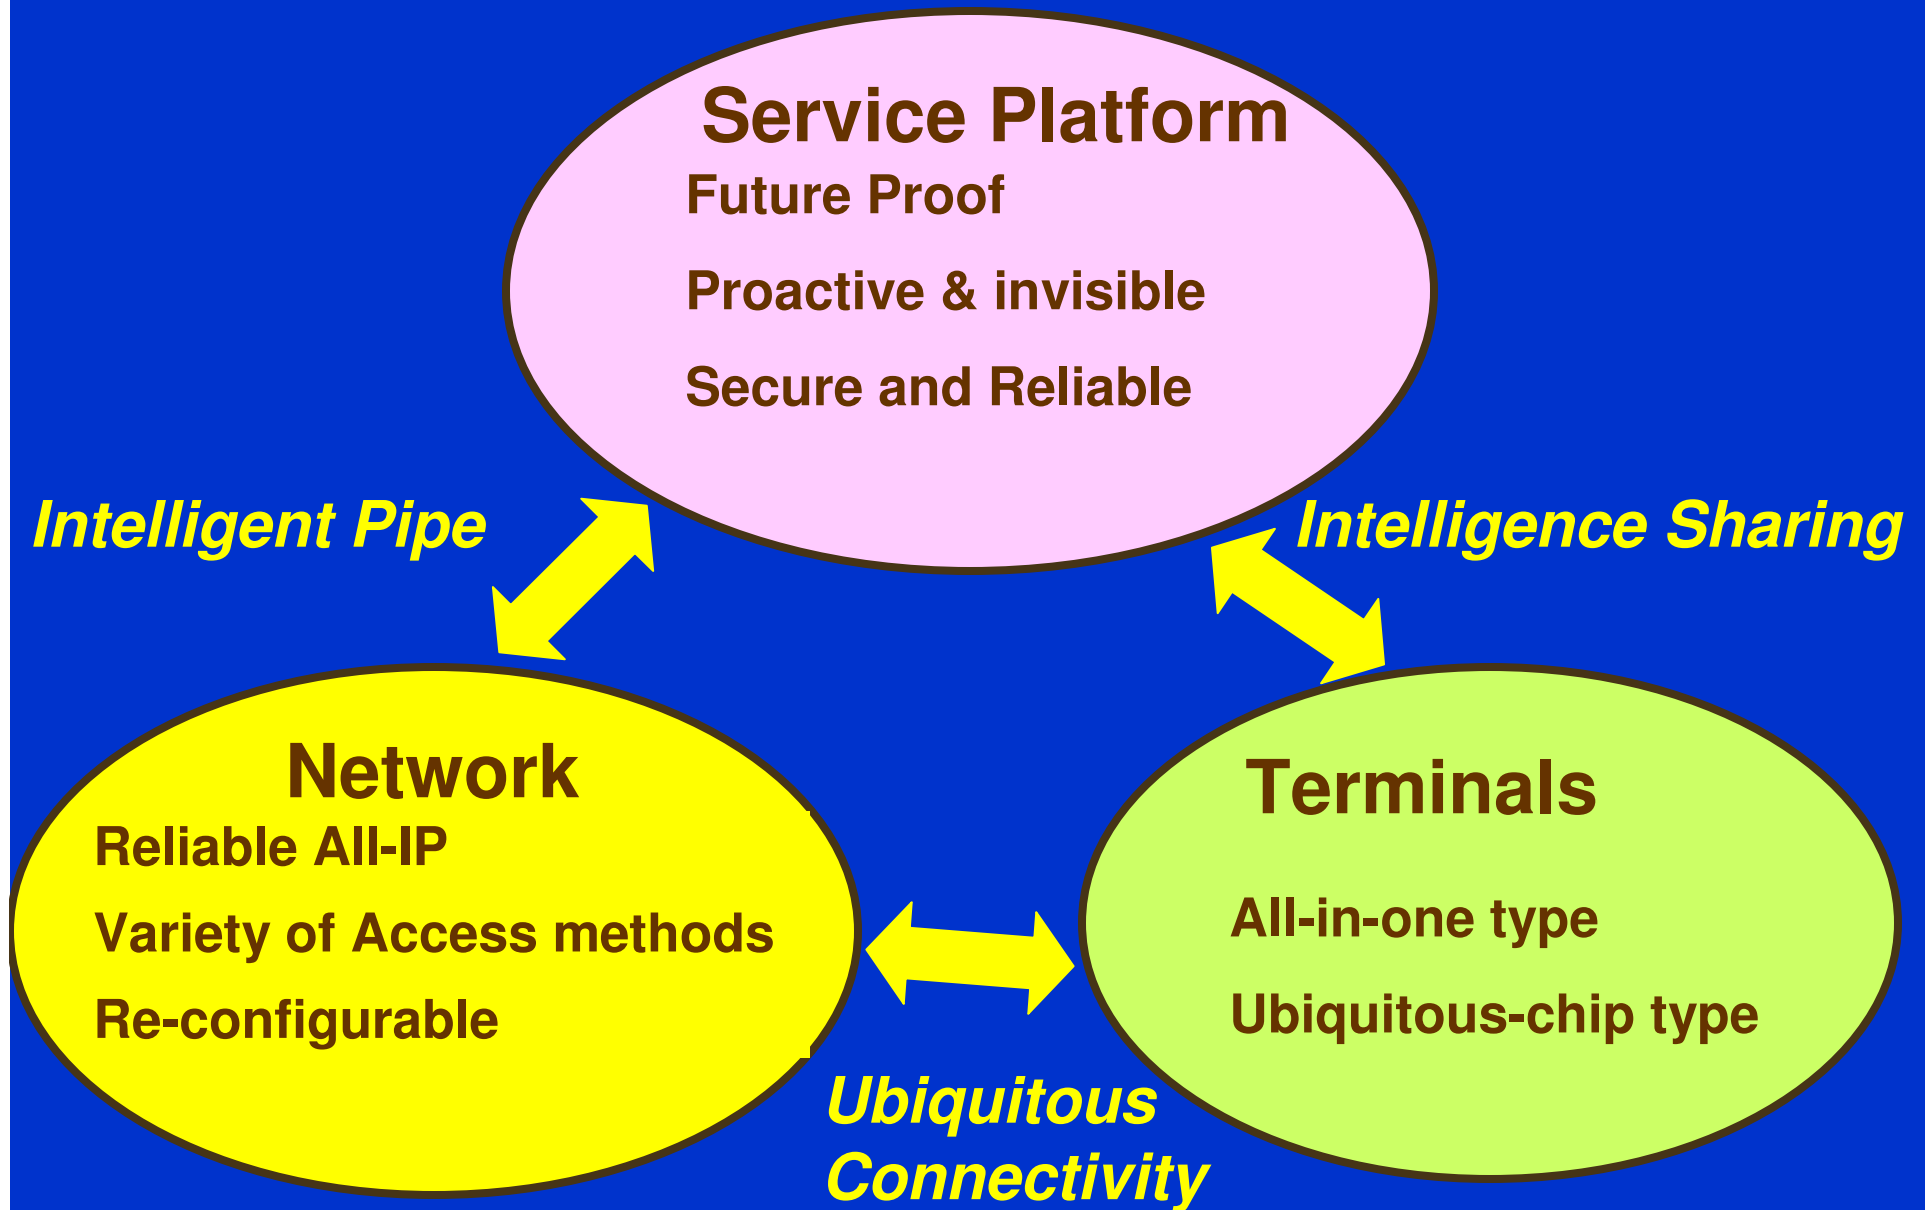 Service Platform
Future Proof
Proactive & invisible
Secure and Reliable
Intelligent Pipe
Intelligence Sharing
Network
Reliable All-IP
Variety of Access methods
Re-configurable
Terminals
All-in-one type
Ubiquitous-chip type
Ubiquitous
Connectivity